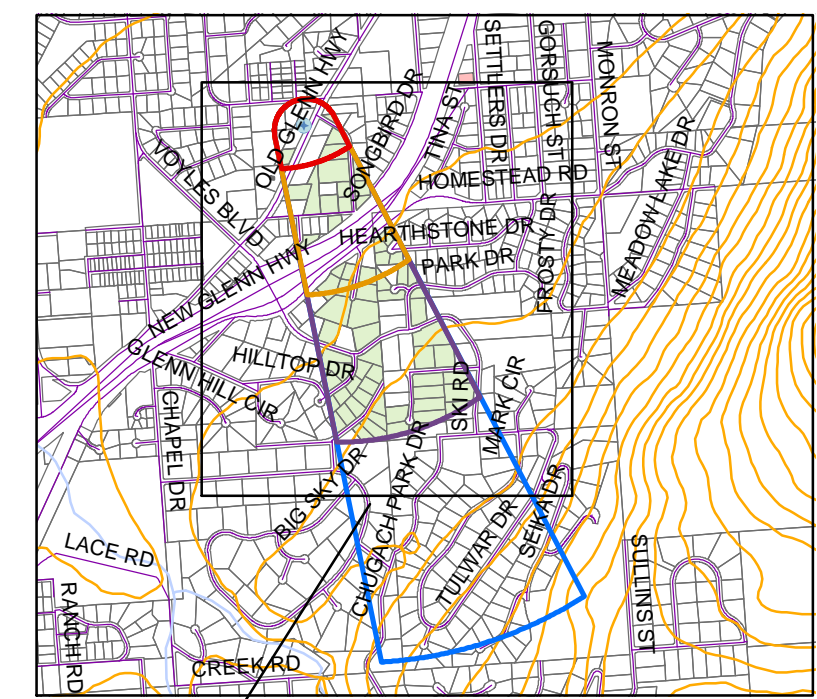 OLD GLENN HWY
SONGBIRD DR
TINA ST
SETTLERS DR
GORSUCH ST
MONRON ST
VOYLES BLVD
HOMESTEAD RD
MEADOW LAKE DR
HEARTHSTONE DR
PARK DR
FROSTY DR
NEW GLENN HWY
GLENN HILL CIR
HILLTOP DR
SKI RD
MARK CIR
CHAPEL DR
BIG SKY DR
CHUGACH PARK DR
TULWAR DR
SEIKA DR
LACE RD
SULLINS ST
RANCH RD
CREEK RD